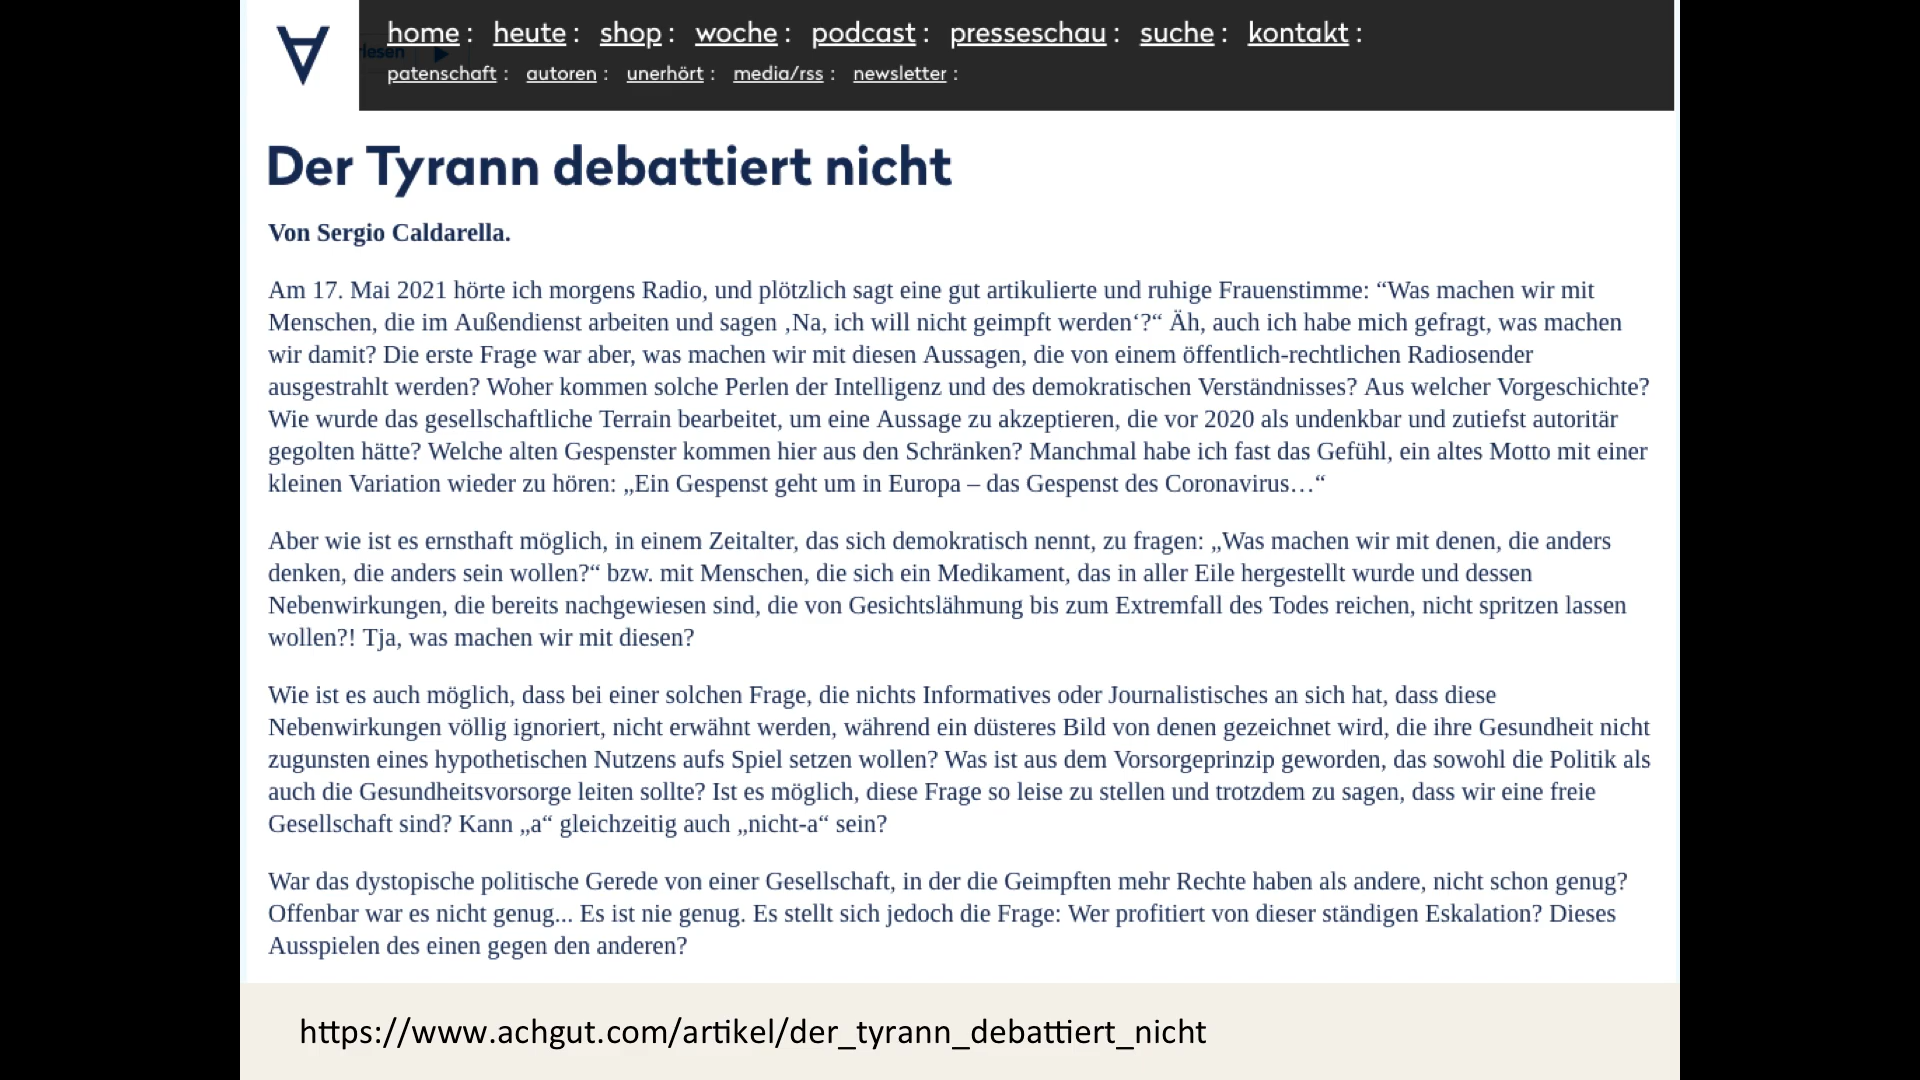 home : heute : shop : woche : podcast : presseschau : suche : kontakt :
lesen
patenschaft : autoren : unerhört : media/rss : newsletter :
Der Tyrann debattiert nicht
Von Sergio Caldarella.
Am 17. Mai 2021 hörte ich morgens Radio, und plötzlich sagt eine gut artikulierte und ruhige Frauenstimme: “Was machen wir mit
Menschen, die im Außendienst arbeiten und sagen ‚Na, ich will nicht geimpft werden‘?“ Äh, auch ich habe mich gefragt, was machen
wir damit? Die erste Frage war aber, was machen wir mit diesen Aussagen, die von einem öffentlich-rechtlichen Radiosender
ausgestrahlt werden? Woher kommen solche Perlen der Intelligenz und des demokratischen Verständnisses? Aus welcher Vorgeschichte?
Wie wurde das gesellschaftliche Terrain bearbeitet, um eine Aussage zu akzeptieren, die vor 2020 als undenkbar und zutiefst autoritär
gegolten hätte? Welche alten Gespenster kommen hier aus den Schränken? Manchmal habe ich fast das Gefühl, ein altes Motto mit einer
kleinen Variation wieder zu hören: „Ein Gespenst geht um in Europa – das Gespenst des Coronavirus…“
Aber wie ist es ernsthaft möglich, in einem Zeitalter, das sich demokratisch nennt, zu fragen: „Was machen wir mit denen, die anders
denken, die anders sein wollen?“ bzw. mit Menschen, die sich ein Medikament, das in aller Eile hergestellt wurde und dessen
Nebenwirkungen, die bereits nachgewiesen sind, die von Gesichtslähmung bis zum Extremfall des Todes reichen, nicht spritzen lassen
wollen?! Tja, was machen wir mit diesen?
Wie ist es auch möglich, dass bei einer solchen Frage, die nichts Informatives oder Journalistisches an sich hat, dass diese
Nebenwirkungen völlig ignoriert, nicht erwähnt werden, während ein düsteres Bild von denen gezeichnet wird, die ihre Gesundheit nicht
zugunsten eines hypothetischen Nutzens aufs Spiel setzen wollen? Was ist aus dem Vorsorgeprinzip geworden, das sowohl die Politik als
auch die Gesundheitsvorsorge leiten sollte? Ist es möglich, diese Frage so leise zu stellen und trotzdem zu sagen, dass wir eine freie
Gesellschaft sind? Kann „a“ gleichzeitig auch „nicht-a“ sein?
War das dystopische politische Gerede von einer Gesellschaft, in der die Geimpften mehr Rechte haben als andere, nicht schon genug?
Offenbar war es nicht genug... Es ist nie genug. Es stellt sich jedoch die Frage: Wer profitiert von dieser ständigen Eskalation? Dieses
Ausspielen des einen gegen den anderen?
https://www.achgut.com/artikel/der_tyrann_debattiert_nicht